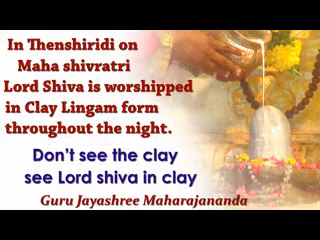 In Thenshiridi on
Maha shivratri
Lord Shiva is worshipped
in Clay Lingam form
throughout the night.
Don't see the clay
see Lord shiva in clay
Guru Jayashree Maharajananda